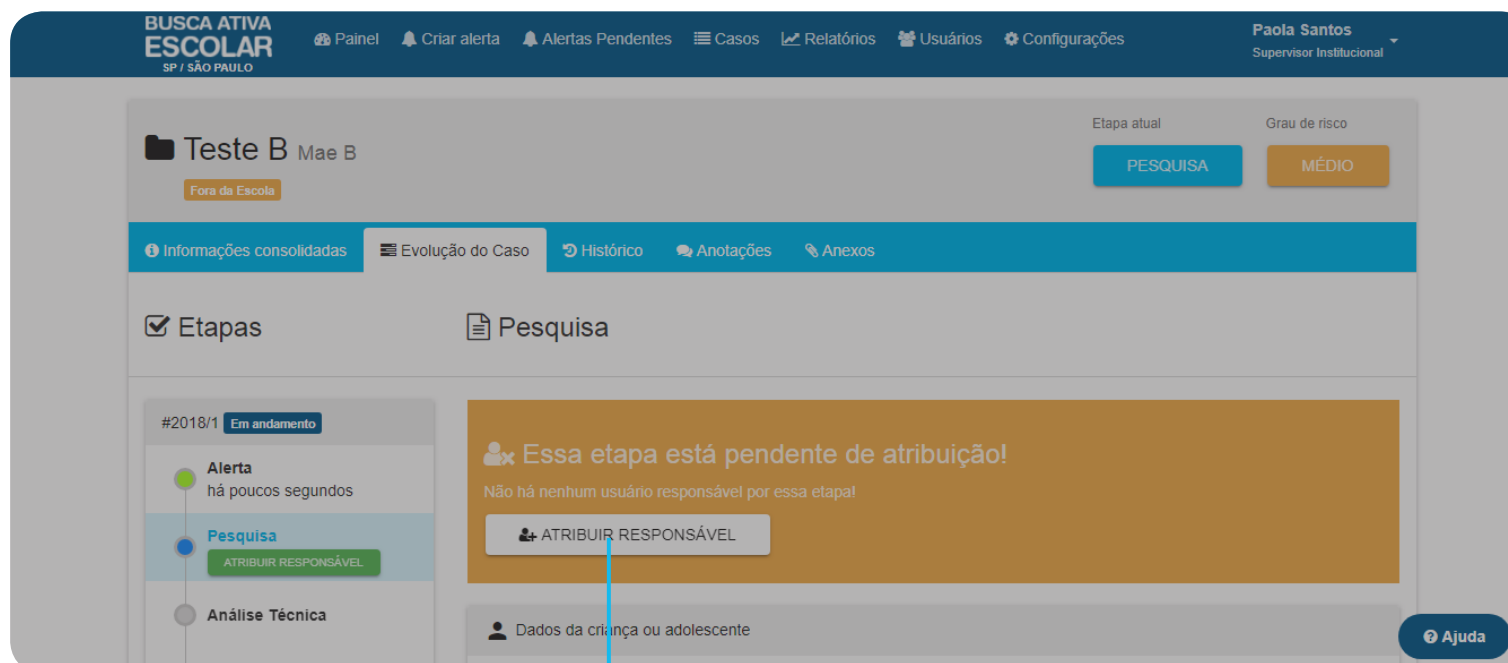 BUSCA ATIVA
ESCOLAR
SP / SÃO PAULO
Painel Criar alerta Alertas Pendentes Casos Relatórios Usuários Configurações
Paola Santos
Supervisor Institucional
Teste B Mae B
Fora da Escola
Etapa atual
PESQUISA
Grau de risco
MÉDIO
Informações consolidadas Evolução do Caso Histórico Anotações Anexos
Etapas
Pesquisa
#2018/1 Em andamento
Alerta
há poucos segundos
Pesquisa
ATRIBUIR RESPONSÁVEL
Análise Técnica
Essa etapa está pendente de atribuição!
Não há nenhum usuário responsável por essa etapa!
ATRIBUIR RESPONSÁVEL
Dados da criança ou adolescente
Ajuda